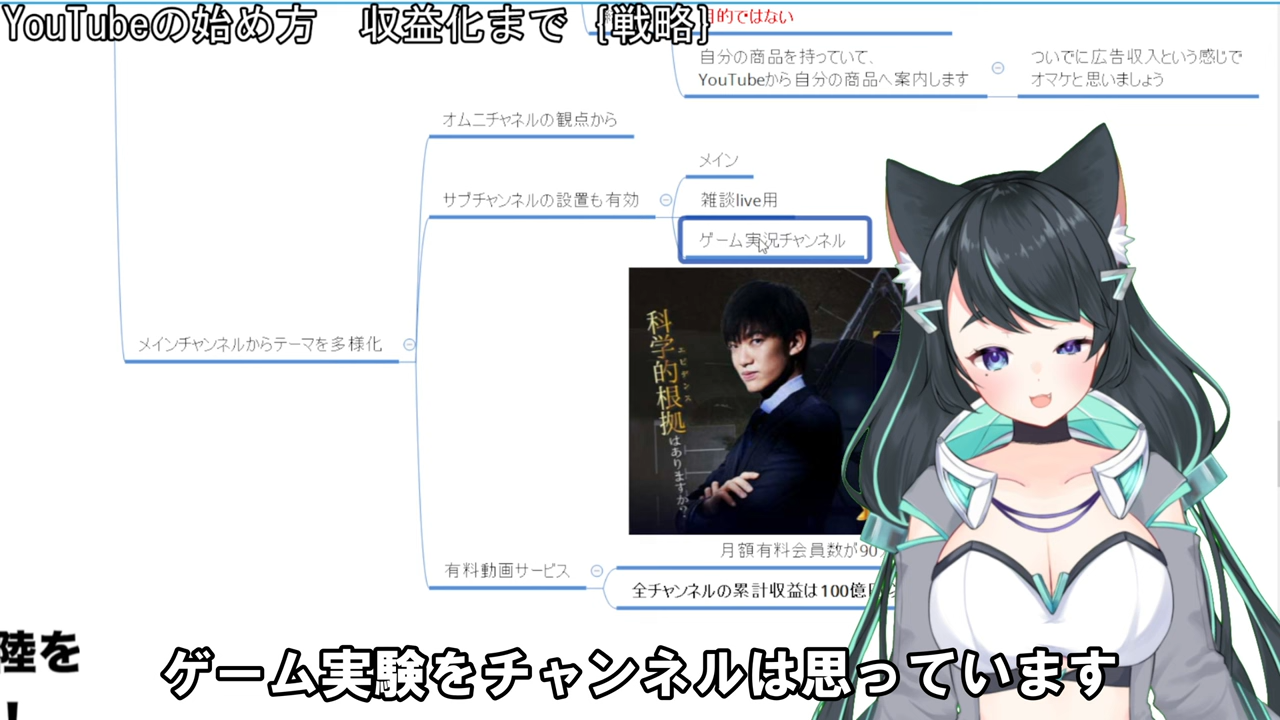 YouTubeの始め方　収益化まで｛戦略｝
目的ではない
自分の商品を持っていて、
YouTubeから自分の商品へ案内します
ついでに広告収入という感じで
オマケと思いましょう
オムニチャネルの観点から
メイン
サブチャンネルの設置も有効
雑談live用
ゲーム実況チャンネル
メインチャンネルからテーマを多様化
科学的根拠
エビデンス
はありますか?
月額有料会員数が90
有料動画サービス
全チャンネルの累計収益は100億
陸を
!
ゲーム実験をチャンネルは思っています